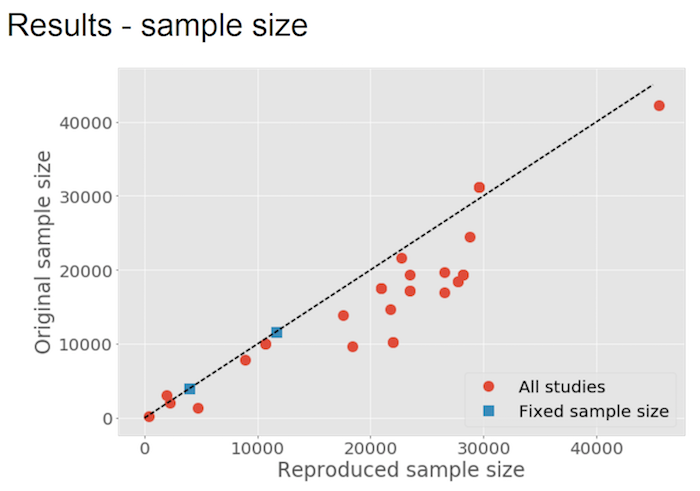 Results - sample size
40000
30000
20000
10000
0
Original sample size
All studies
Fixed sample size
0 10000 20000 30000 40000
Reproduced sample size